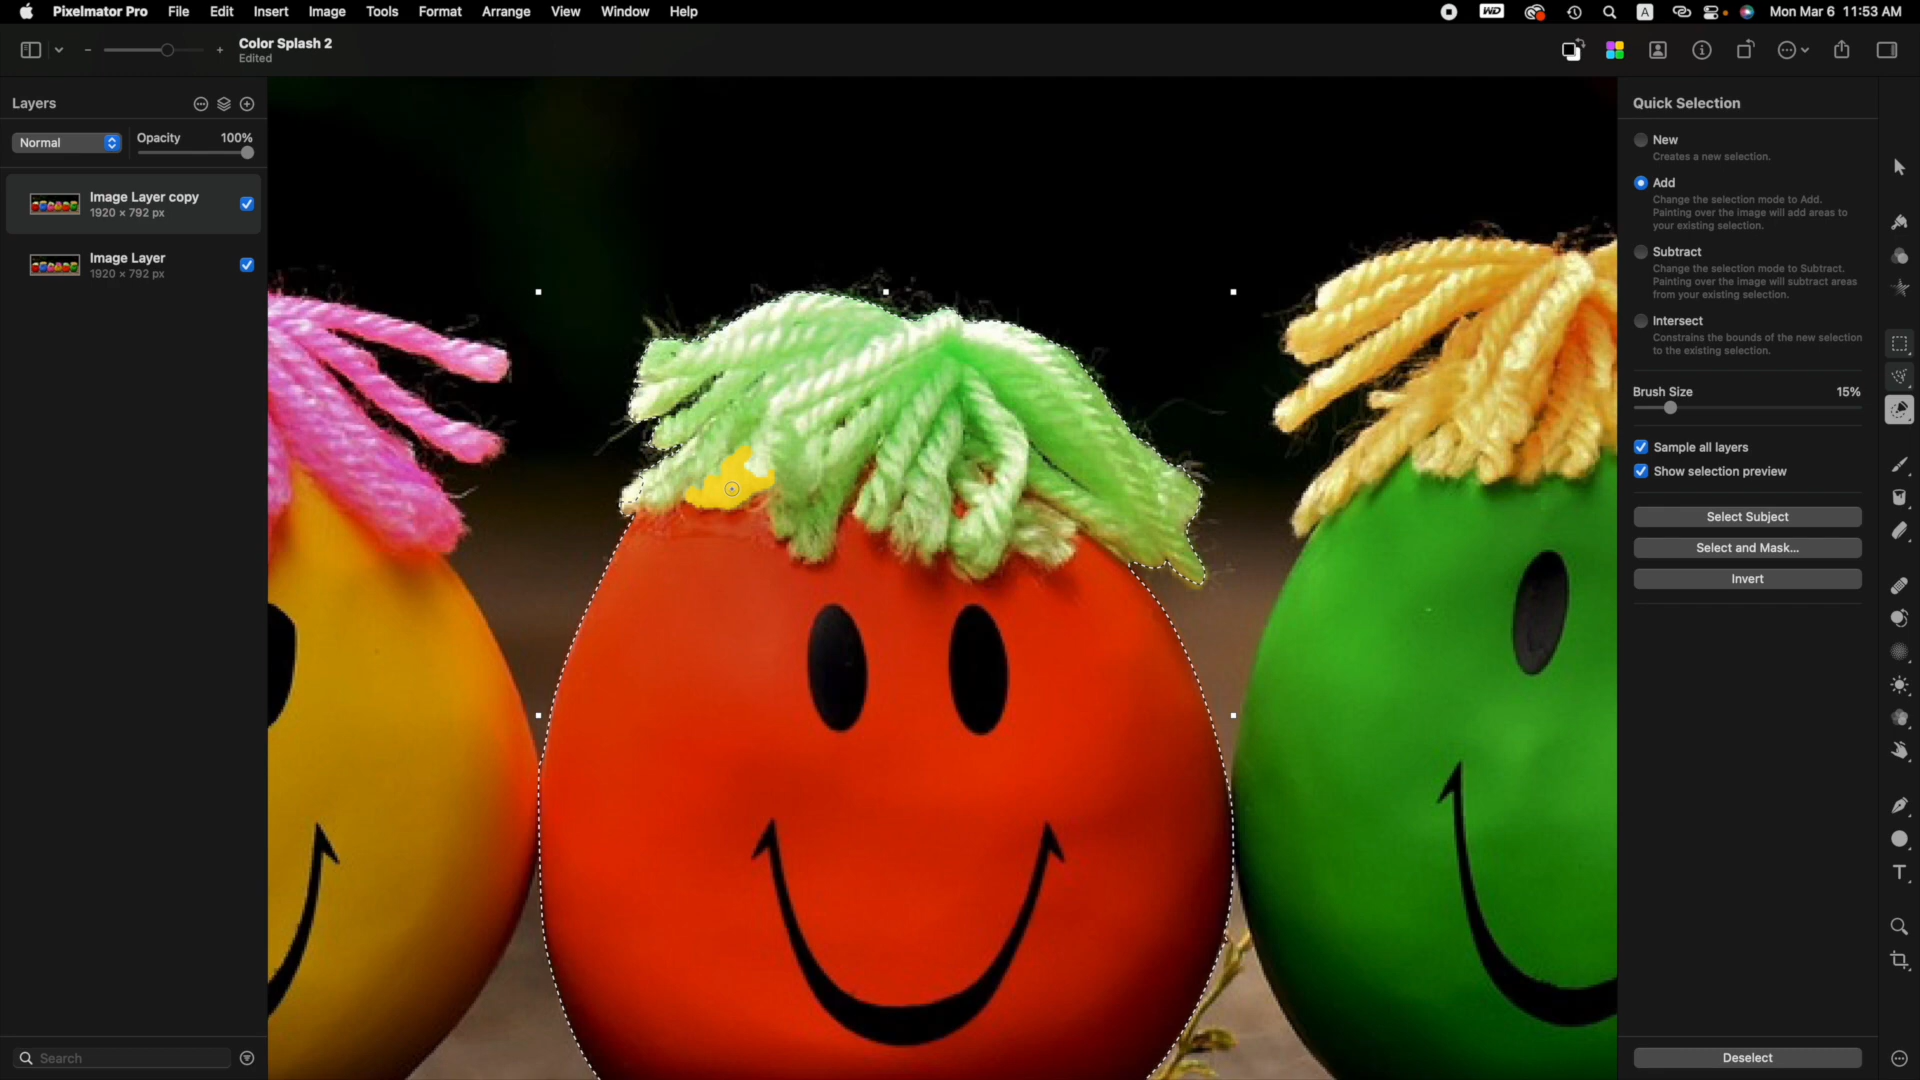 Pixelmator Pro File Edit Insert Image Tools Format Arrange View Window Help WD A Mon Mar 6 11:53 AM
Color Splash 2
Edited
Layers
Normal Opacity 100%
Image Layer copy
1920 × 792 px
Image Layer
1920 × 792 px
Search
Quick Selection
New
Creates a new selection.
Add
Change the selection mode to Add.
Painting over the image will add areas to
your existing selection.
Subtract
Change the selection mode to Subtract.
Painting over the image will subtract areas
from your existing selection.
Intersect
Constrains the bounds of the new selection
to the existing selection.
Brush Size 15%
Sample all layers
Show selection preview
Select Subject
Select and Mask...
Invert
Deselect